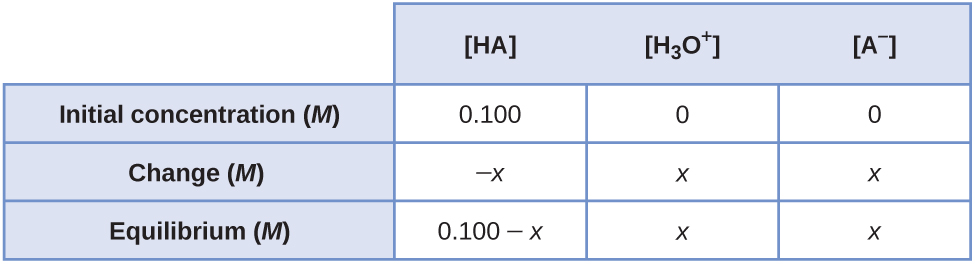 [HA] [H₃O⁺] [A⁻]
Initial concentration (M) 0.100 0 0
Change (M) −x x x
Equilibrium (M) 0.100 − x x x